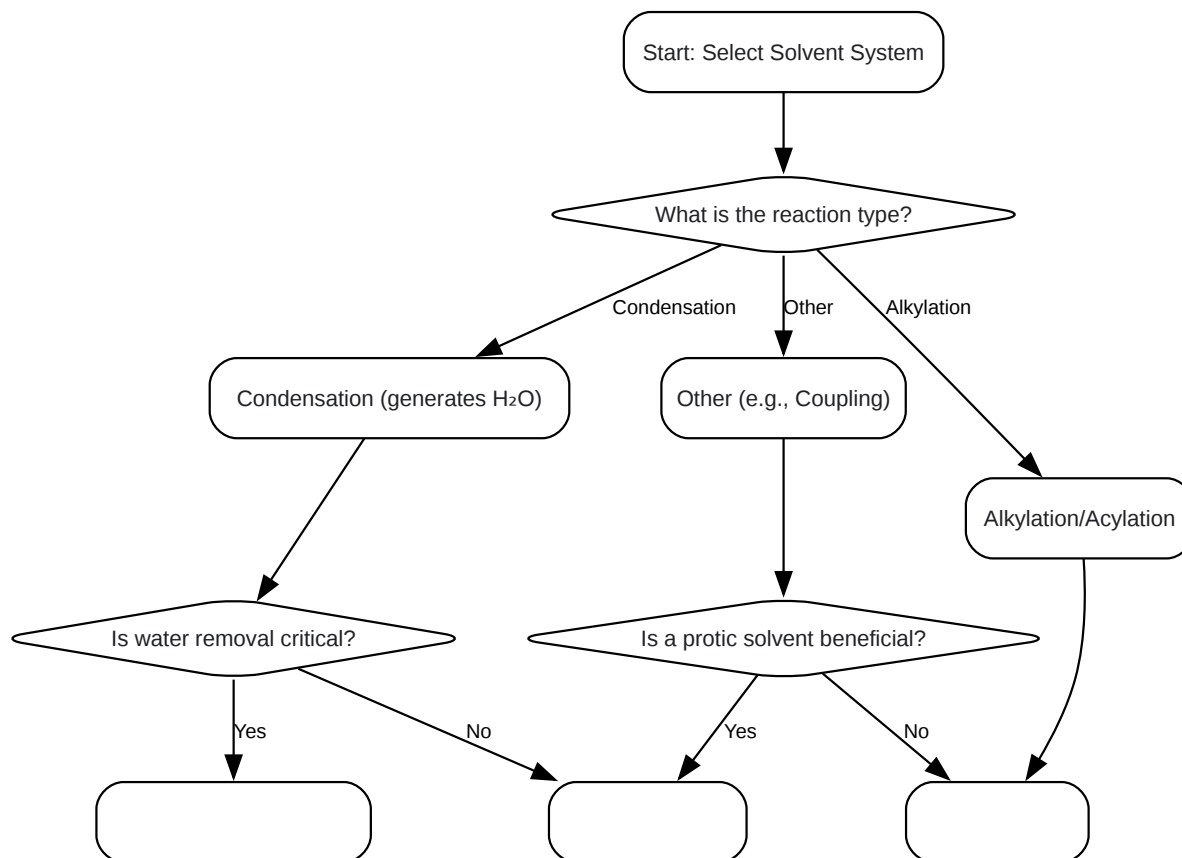 Start: Select Solvent System
What is the reaction type?
Condensation
Other
Alkylation
Condensation (generates H₂O)
Other (e.g., Coupling)
Alkylation/Acylation
Is water removal critical?
Is a protic solvent beneficial?
Yes
No
Yes
No